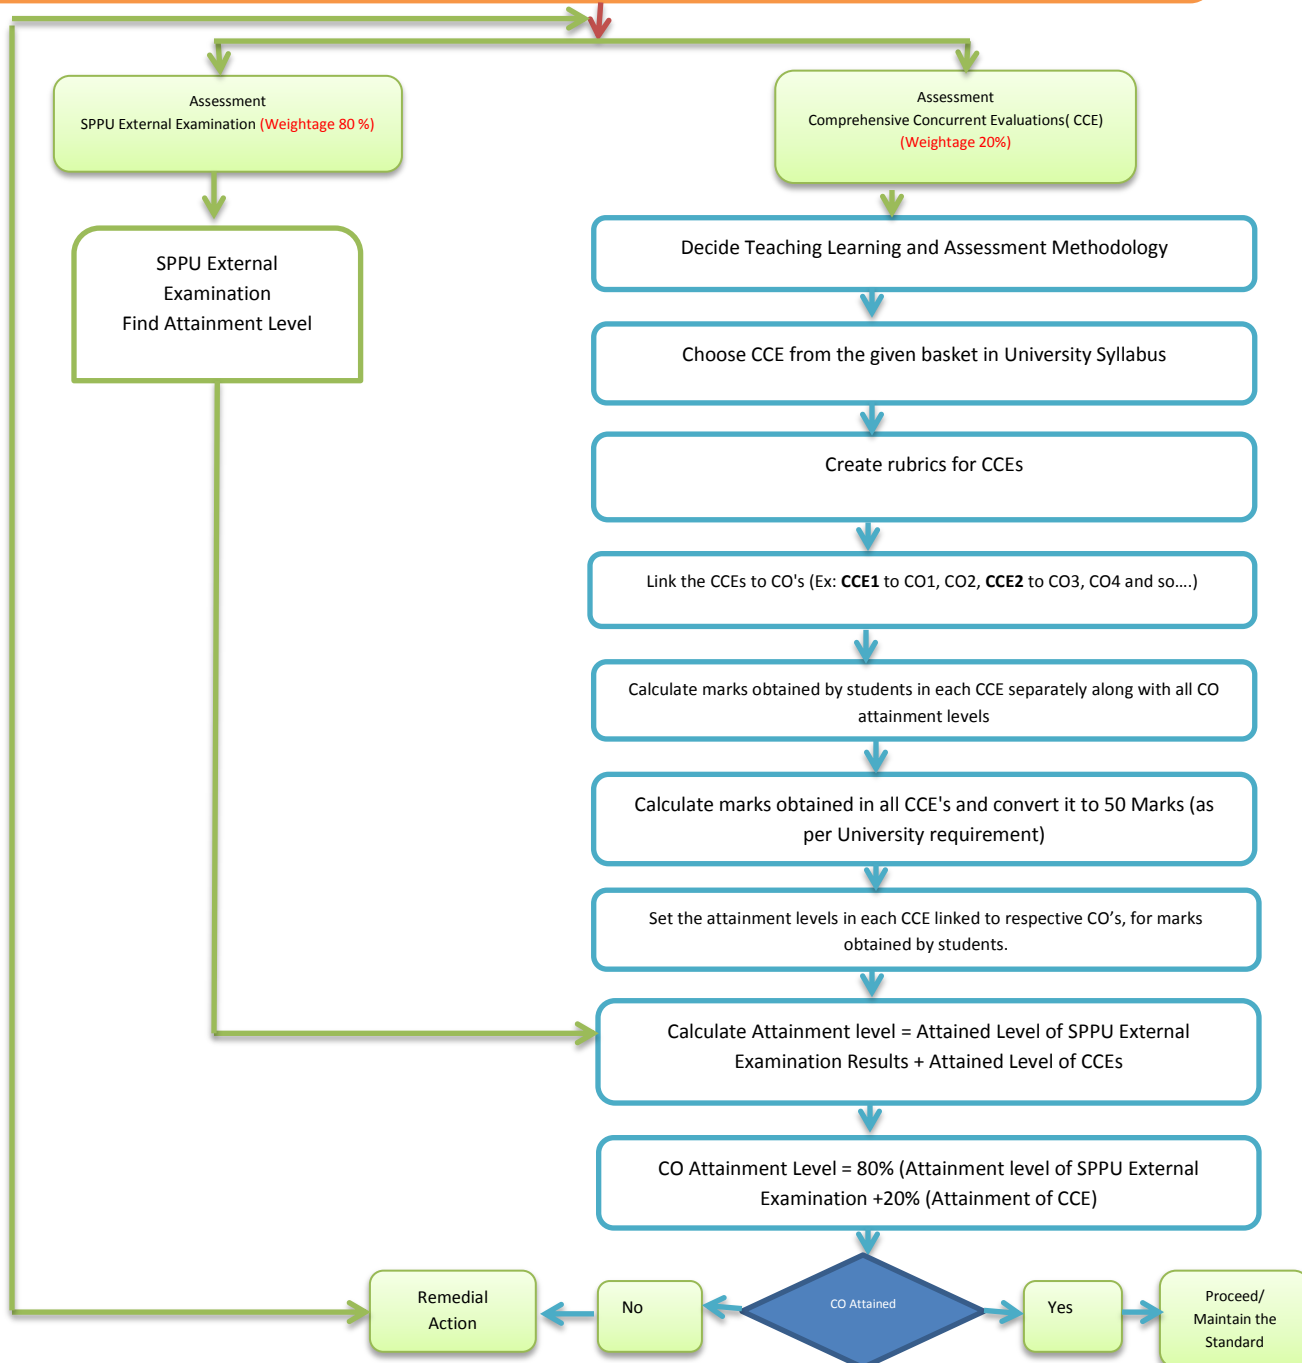 Assessment
SPPU External Examination (Weightage 80 %)
Assessment
Comprehensive Concurrent Evaluations( CCE)
(Weightage 20%)
SPPU External
Examination
Find Attainment Level
Decide Teaching Learning and Assessment Methodology
Choose CCE from the given basket in University Syllabus
Create rubrics for CCEs
Link the CCEs to CO's (Ex: CCE1 to CO1, CO2, CCE2 to CO3, CO4 and so....)
Calculate marks obtained by students in each CCE separately along with all CO
attainment levels
Calculate marks obtained in all CCE's and convert it to 50 Marks (as
per University requirement)
Set the attainment levels in each CCE linked to respective CO’s, for marks
obtained by students.
Calculate Attainment level = Attained Level of SPPU External
Examination Results + Attained Level of CCEs
CO Attainment Level = 80% (Attainment level of SPPU External
Examination +20% (Attainment of CCE)
CO Attained
No
Remedial
Action
Yes
Proceed/
Maintain the
Standard